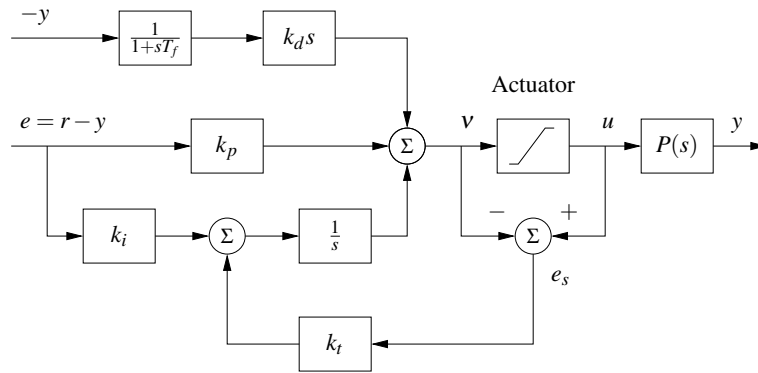 −y
1/(1+sT_f)
k_d s
Actuator
e = r − y
k_p
Σ
ν
u
P(s)
y
k_i
Σ
1/s
−
+
Σ
e_s
k_t